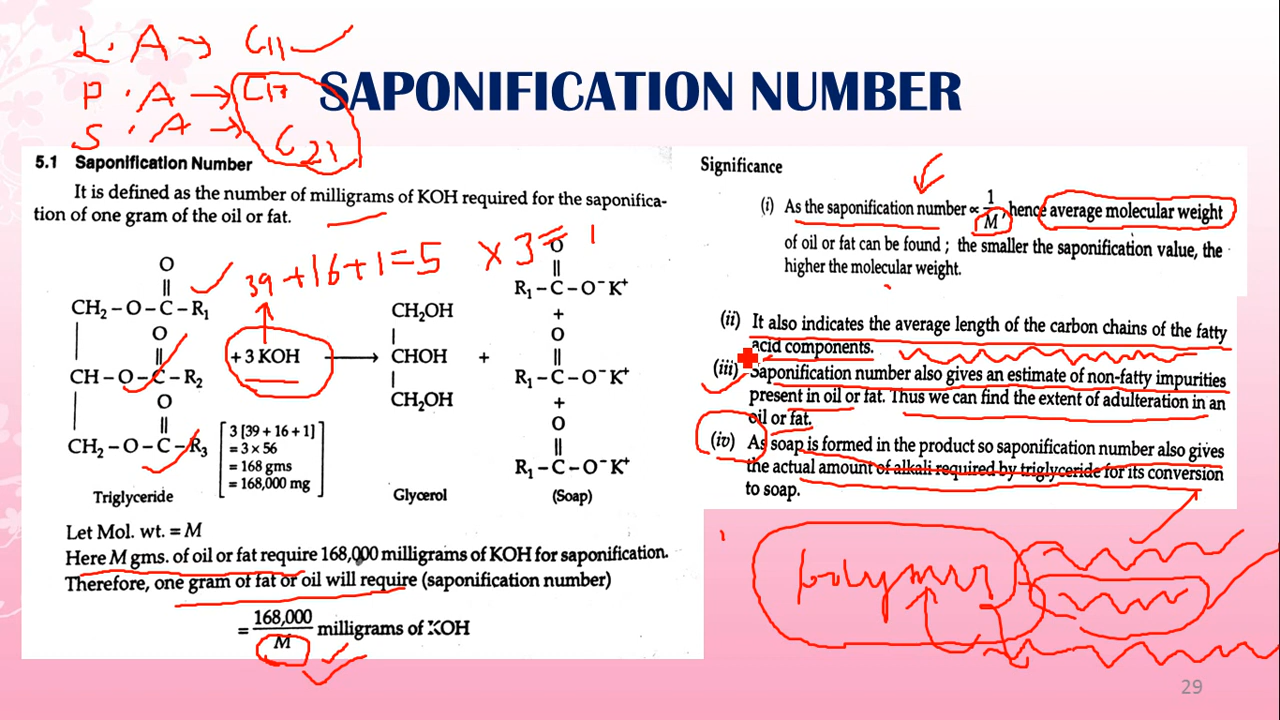 L.A → C11
P.A → C17
S.A → C21
SAPONIFICATION NUMBER
5.1 Saponification Number
It is defined as the number of milligrams of KOH required for the saponifica-
tion of one gram of the oil or fat.
39+16+1=5 ×3=1
O
||
CH₂–O–C–R₁
|
O
||
CH–O–C–R₂
|
O
||
CH₂–O–C–R₃
Triglyceride
+3 KOH
3 [39 + 16 + 1]
= 3 × 56
= 168 gms
= 168,000 mg
CH₂OH
|
CHOH
|
CH₂OH
Glycerol
+
O
||
R₁–C–O⁻K⁺
+
O
||
R₁–C–O⁻K⁺
+
O
||
R₁–C–O⁻K⁺
(Soap)
Let Mol. wt. = M
Here M gms. of oil or fat require 168,000 milligrams of KOH for saponification.
Therefore, one gram of fat or oil will require (saponification number)
= 168,000/M milligrams of KOH
Significance
(i) As the saponification number ∝ 1/M, hence average molecular weight
of oil or fat can be found ; the smaller the saponification value, the
higher the molecular weight.
(ii) It also indicates the average length of the carbon chains of the fatty
acid components.
(iii) Saponification number also gives an estimate of non-fatty impurities
present in oil or fat. Thus we can find the extent of adulteration in an
oil or fat.
(iv) As soap is formed in the product so saponification number also gives
the actual amount of alkali required by triglyceride for its conversion
to soap.
29